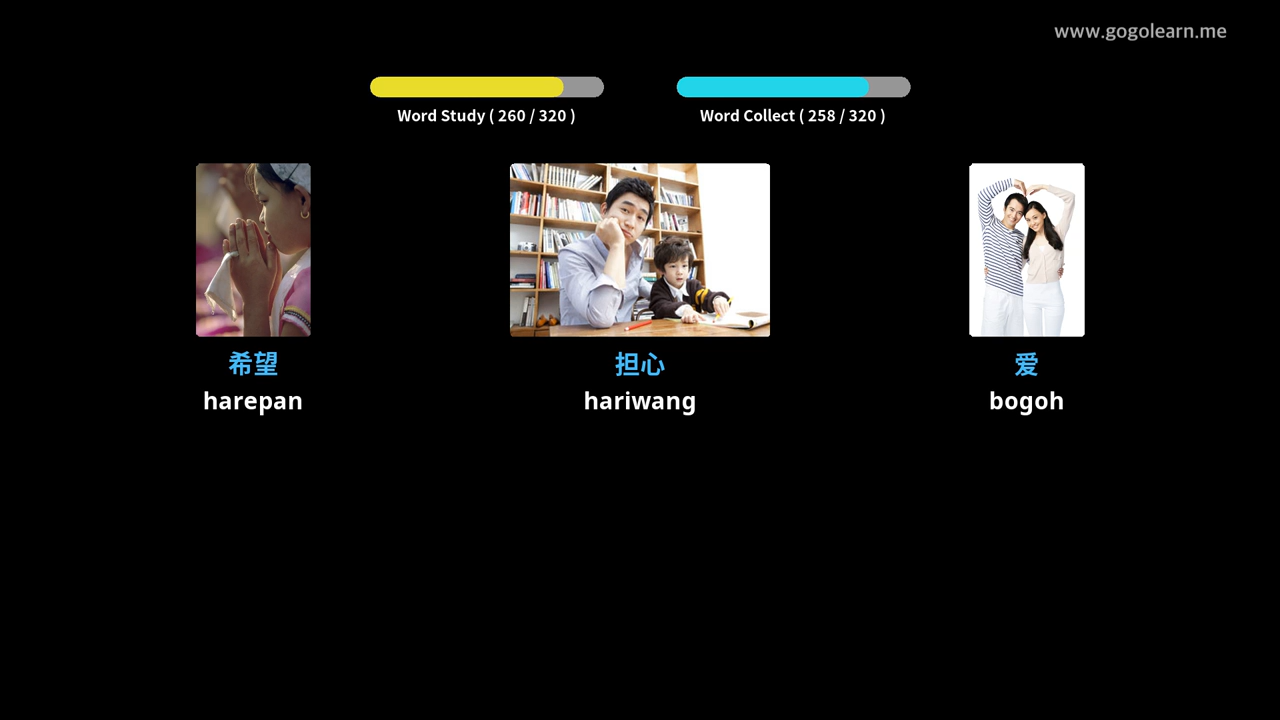 www.gogolearn.me
Word Study ( 260 / 320 )
Word Collect ( 258 / 320 )
希望
担心
爱
harepan
hariwang
bogoh